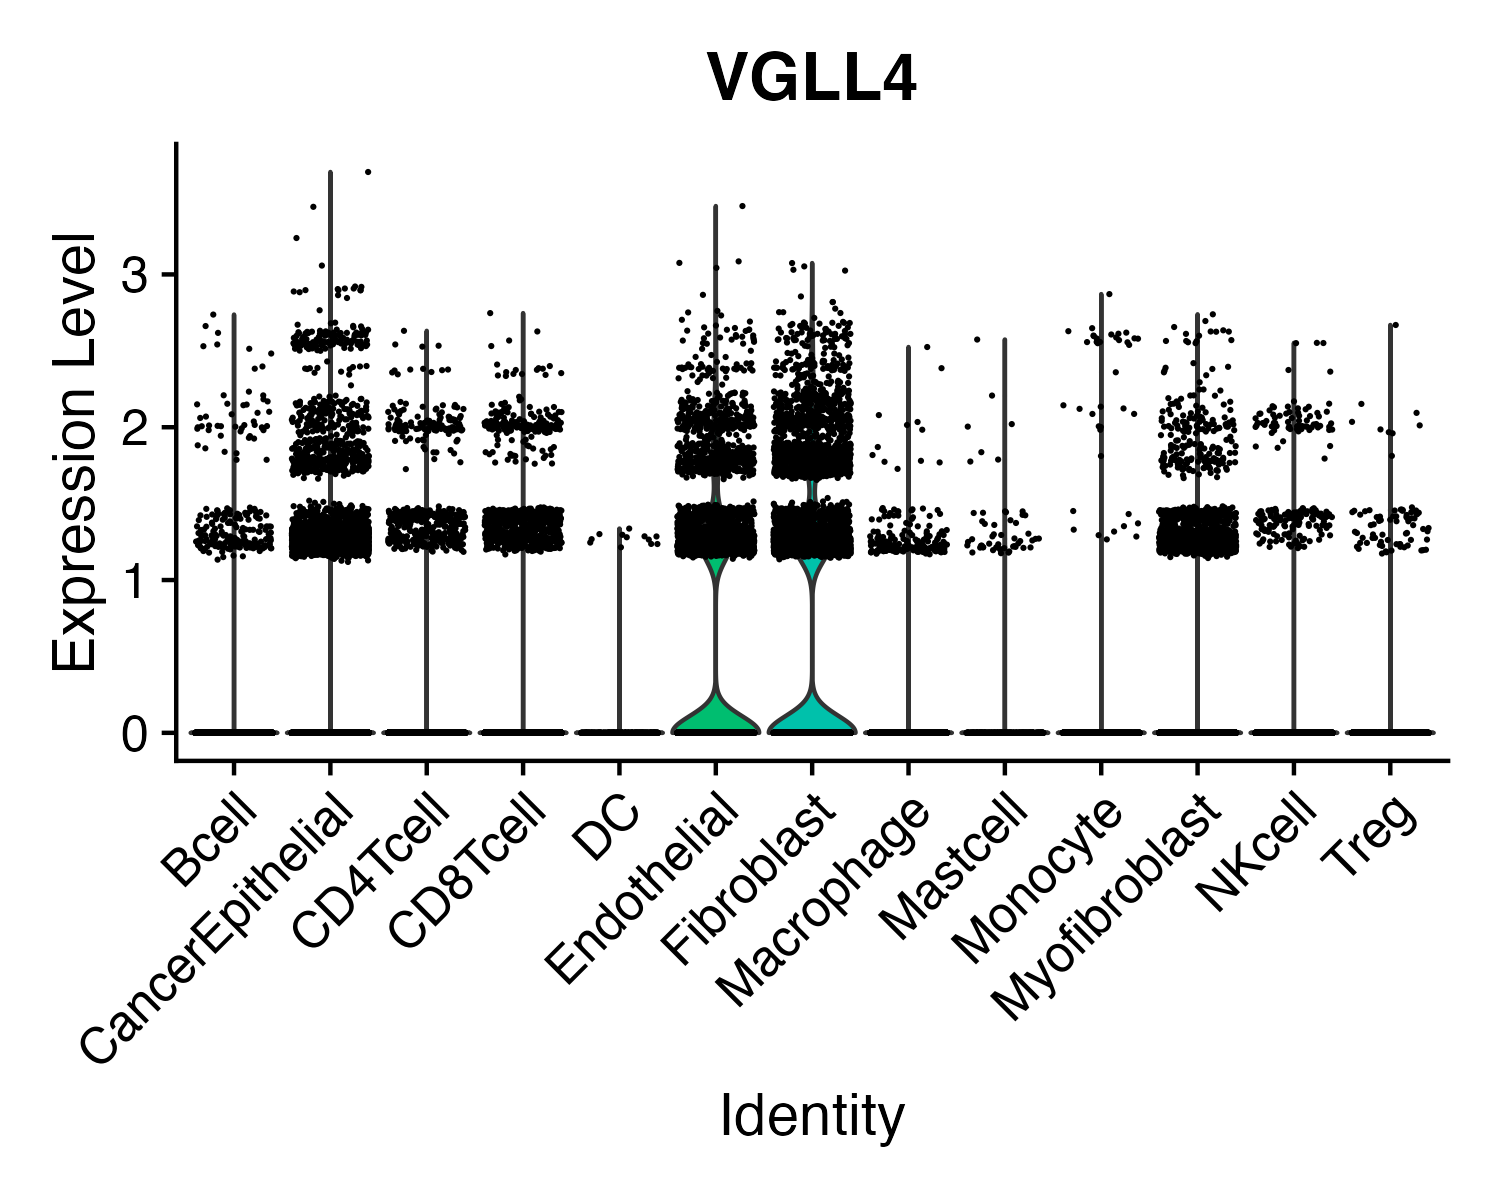 VGLL4
Expression Level
3
2
1
0
Bcell
CancerEpithelial
CD4Tcell
CD8Tcell
DC
Endothelial
Fibroblast
Macrophage
Mastcell
Monocyte
Myofibroblast
NKcell
Treg
Identity